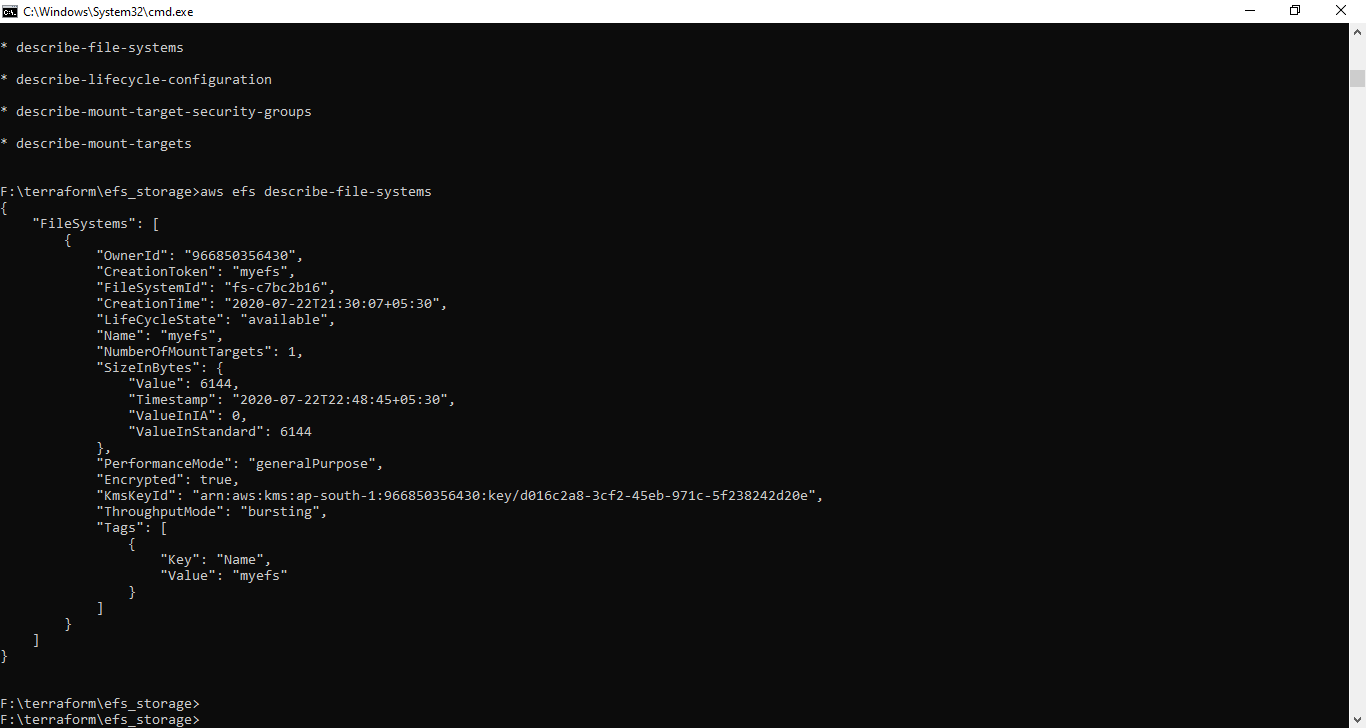 C:\Windows\System32\cmd.exe
* describe-file-systems
* describe-lifecycle-configuration
* describe-mount-target-security-groups
* describe-mount-targets
F:\terraform\efs_storage>aws efs describe-file-systems
{
    "FileSystems": [
        {
            "OwnerId": "966850356430",
            "CreationToken": "myefs",
            "FileSystemId": "fs-c7bc2b16",
            "CreationTime": "2020-07-22T21:30:07+05:30",
            "LifeCycleState": "available",
            "Name": "myefs",
            "NumberOfMountTargets": 1,
            "SizeInBytes": {
                "Value": 6144,
                "Timestamp": "2020-07-22T22:48:45+05:30",
                "ValueInIA": 0,
                "ValueInStandard": 6144
            },
            "PerformanceMode": "generalPurpose",
            "Encrypted": true,
            "KmsKeyId": "arn:aws:kms:ap-south-1:966850356430:key/d016c2a8-3cf2-45eb-971c-5f238242d20e",
            "ThroughputMode": "bursting",
            "Tags": [
                {
                    "Key": "Name",
                    "Value": "myefs"
                }
            ]
        }
    ]
}
F:\terraform\efs_storage>
F:\terraform\efs_storage>